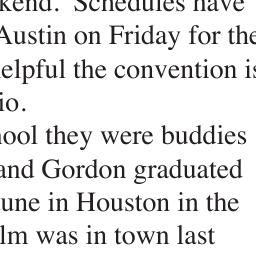 kend. Schedules have
Austin on Friday for the
elpful the convention is
io.
ool they were buddies
and Gordon graduated
une in Houston in the
lm was in town last